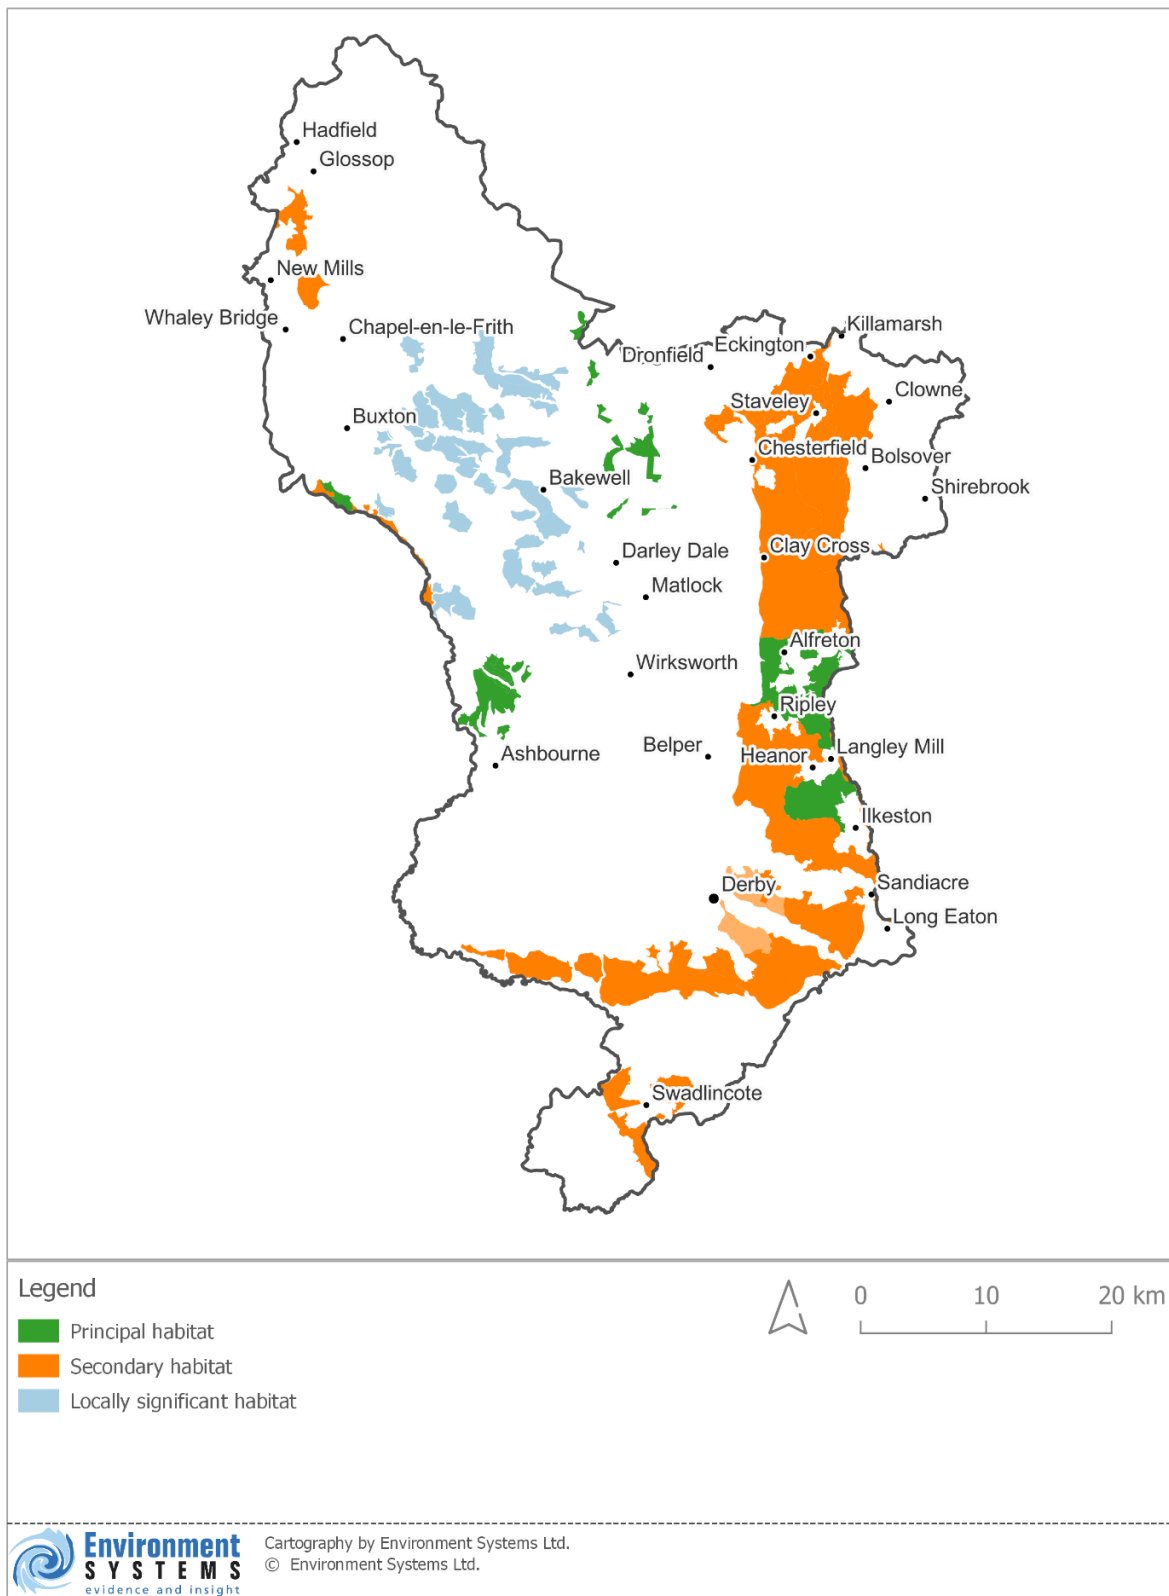 Hadfield
Glossop
New Mills
Whaley Bridge
Chapel-en-le-Frith
Killamarsh
Eckington
Dronfield
Clowne
Staveley
Buxton
Chesterfield
Bolsover
Bakewell
Shirebrook
Clay Cross
Darley Dale
Matlock
Alfreton
Wirksworth
Ripley
Belper
Langley Mill
Heanor
Ashbourne
Ilkeston
Derby
Sandiacre
Long Eaton
Swadlincote
Legend
Principal habitat
Secondary habitat
Locally significant habitat
0 10 20 km
Environment
SYSTEMS
evidence and insight
Cartography by Environment Systems Ltd.
© Environment Systems Ltd.